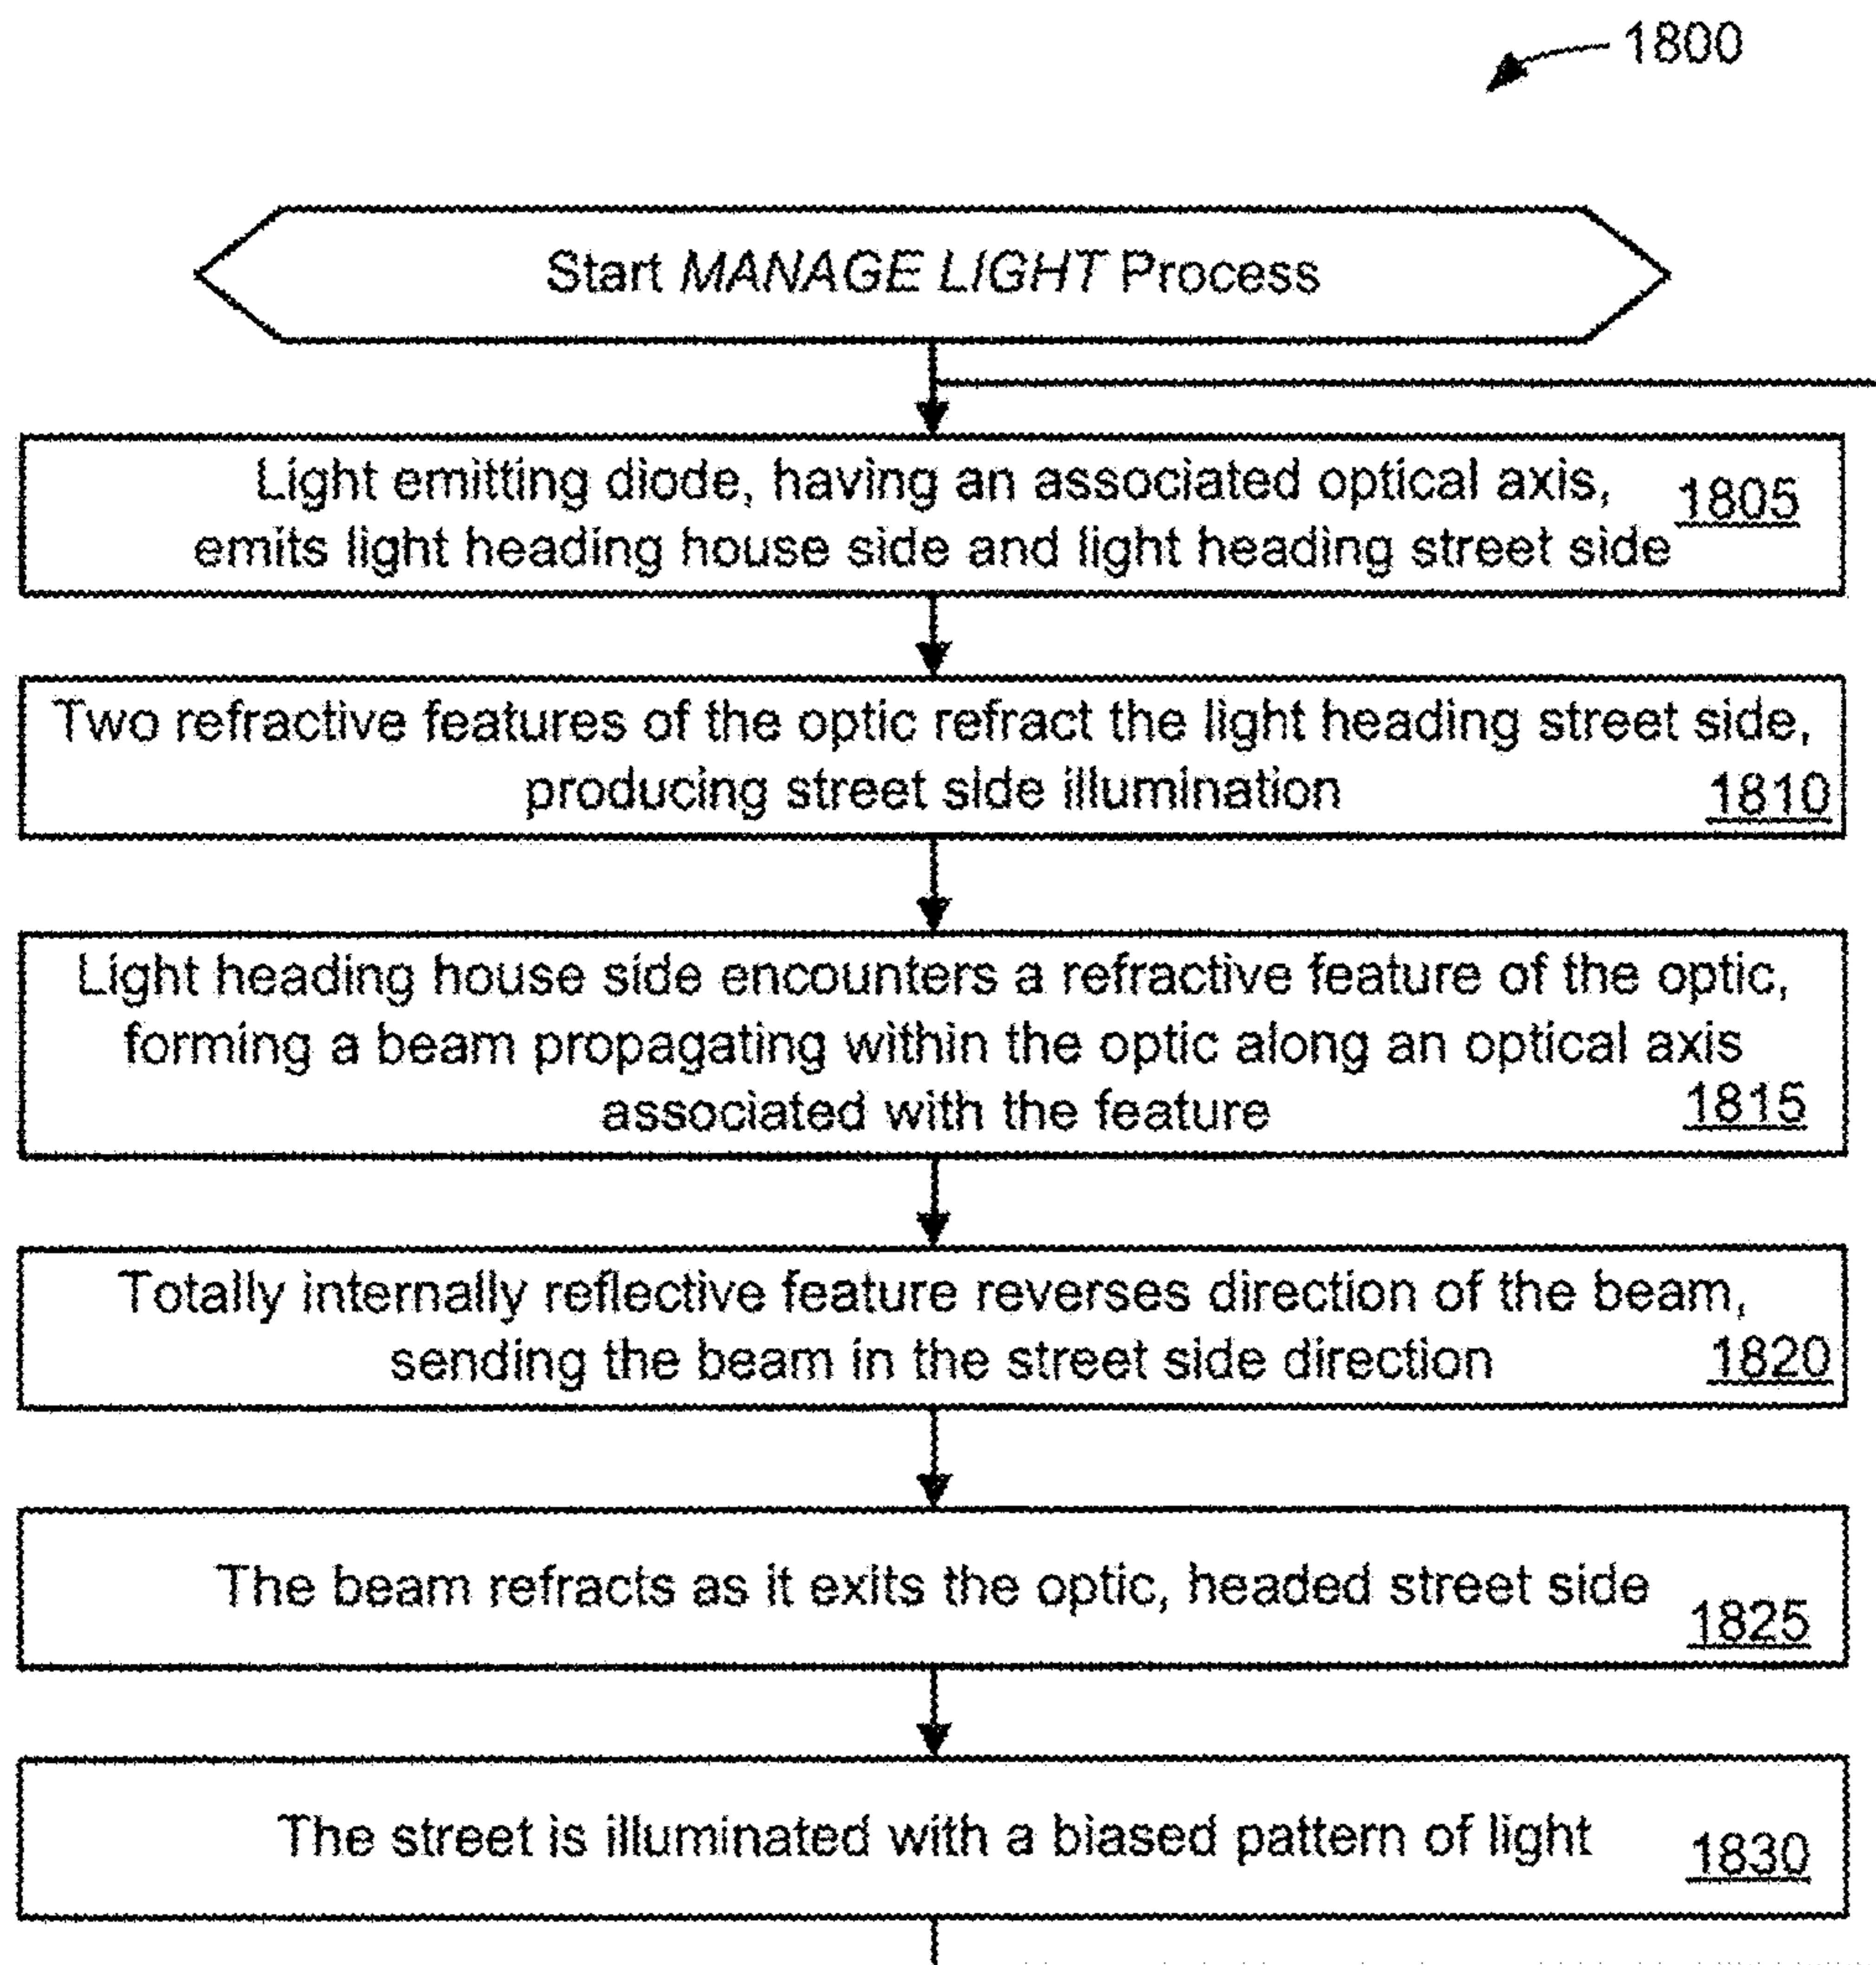 1800
Start MANAGE LIGHT Process
Light emitting diode, having an associated optical axis,
emits light heading house side and light heading street side
1805
Two refractive features of the optic refract the light heading street side,
producing street side illumination
1810
Light heading house side encounters a refractive feature of the optic,
forming a beam propagating within the optic along an optical axis
associated with the feature
1815
Totally internally reflective feature reverses direction of the beam,
sending the beam in the street side direction
1820
The beam refracts as it exits the optic, headed street side
1825
The street is illuminated with a biased pattern of light
1830